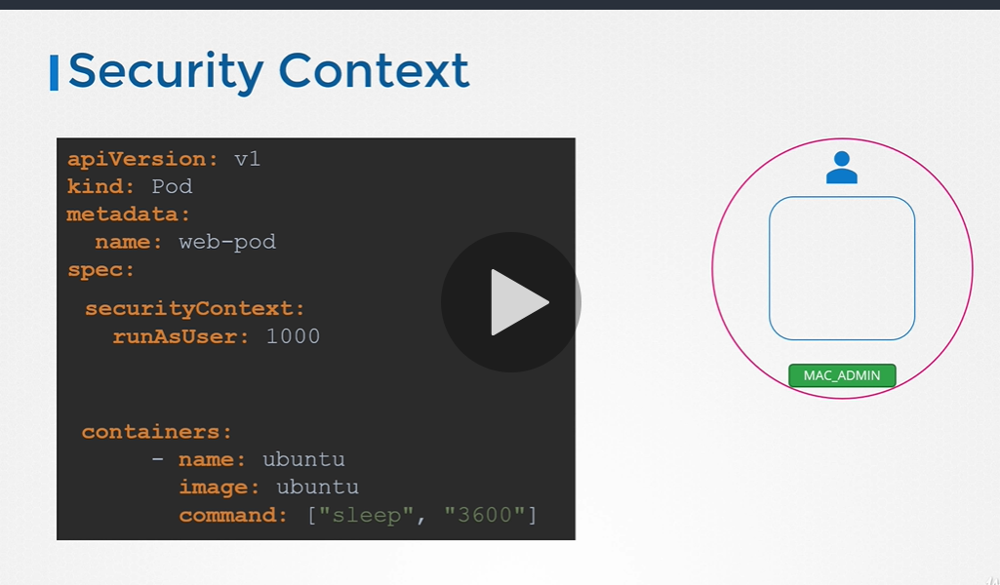 Security Context
apiVersion: v1
kind: Pod
metadata:
  name: web-pod
spec:
  securityContext:
    runAsUser: 1000
  containers:
      - name: ubuntu
        image: ubuntu
        command: ["sleep", "3600"]
MAC_ADMIN